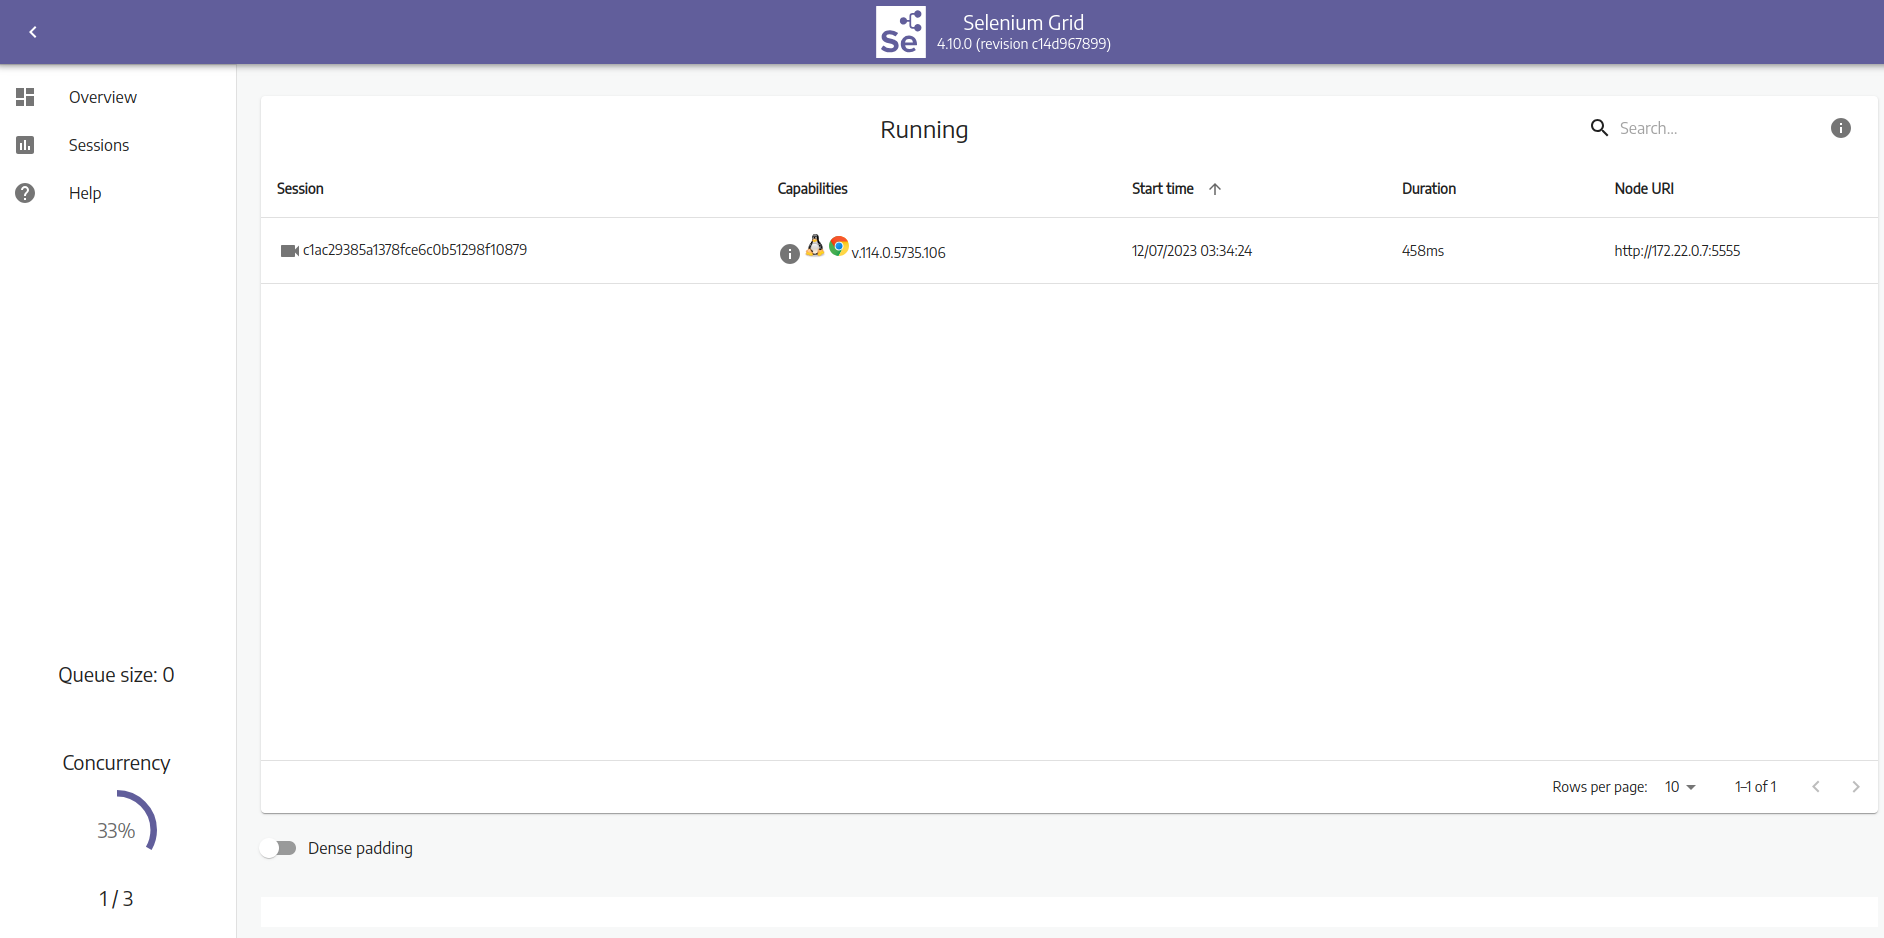 Se
Selenium Grid
4.10.0 (revision c14d967899)
Overview
Sessions
Help
Queue size: 0
Concurrency
33%
1 / 3
Running
Search...
Session Capabilities Start time Duration Node URI
c1ac29385a1378fce6c0b51298f10879 v.114.0.5735.106 12/07/2023 03:34:24 458ms http://172.22.0.7:5555
Rows per page: 10 1-1 of 1
Dense padding